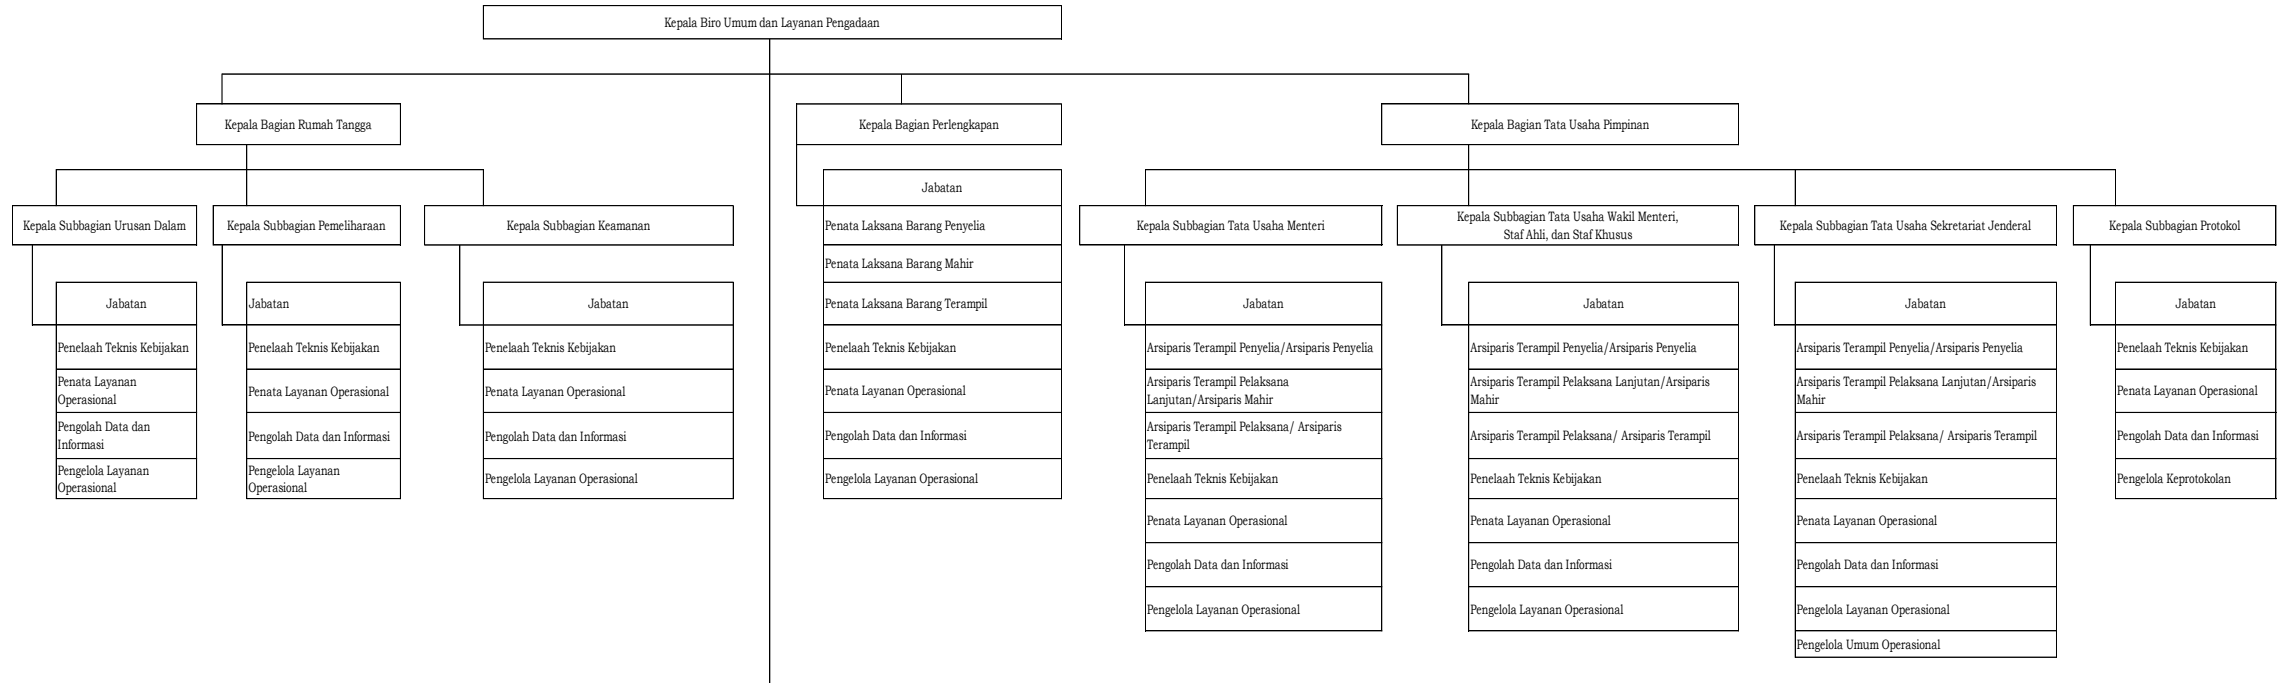 Kepala Biro Umum dan Layanan Pengadaan
Kepala Bagian Rumah Tangga
Kepala Bagian Perlengkapan
Kepala Bagian Tata Usaha Pimpinan
Kepala Subbagian Urusan Dalam
Kepala Subbagian Pemeliharaan
Kepala Subbagian Keamanan
Jabatan
Penelaah Teknis Kebijakan
Penata Layanan
Operasional
Pengolah Data dan
Informasi
Pengelola Layanan
Operasional
Jabatan
Penelaah Teknis Kebijakan
Penata Layanan Operasional
Pengolah Data dan Informasi
Pengelola Layanan
Operasional
Jabatan
Penelaah Teknis Kebijakan
Penata Layanan Operasional
Pengolah Data dan Informasi
Pengelola Layanan Operasional
Jabatan
Penata Laksana Barang Penyelia
Penata Laksana Barang Mahir
Penata Laksana Barang Terampil
Penelaah Teknis Kebijakan
Penata Layanan Operasional
Pengolah Data dan Informasi
Pengelola Layanan Operasional
Kepala Subbagian Tata Usaha Menteri
Kepala Subbagian Tata Usaha Wakil Menteri,
Staf Ahli, dan Staf Khusus
Kepala Subbagian Tata Usaha Sekretariat Jenderal
Kepala Subbagian Protokol
Jabatan
Arsiparis Terampil Penyelia/Arsiparis Penyelia
Arsiparis Terampil Pelaksana
Lanjutan/Arsiparis Mahir
Arsiparis Terampil Pelaksana/ Arsiparis
Terampil
Penelaah Teknis Kebijakan
Penata Layanan Operasional
Pengolah Data dan Informasi
Pengelola Layanan Operasional
Jabatan
Arsiparis Terampil Penyelia/Arsiparis Penyelia
Arsiparis Terampil Pelaksana Lanjutan/Arsiparis
Mahir
Arsiparis Terampil Pelaksana/ Arsiparis Terampil
Penelaah Teknis Kebijakan
Penata Layanan Operasional
Pengolah Data dan Informasi
Pengelola Layanan Operasional
Jabatan
Arsiparis Terampil Penyelia/Arsiparis Penyelia
Arsiparis Terampil Pelaksana Lanjutan/Arsiparis
Mahir
Arsiparis Terampil Pelaksana/ Arsiparis Terampil
Penelaah Teknis Kebijakan
Penata Layanan Operasional
Pengolah Data dan Informasi
Pengelola Layanan Operasional
Pengelola Umum Operasional
Jabatan
Penelaah Teknis Kebijakan
Penata Layanan Operasional
Pengolah Data dan Informasi
Pengelola Keprotokolan